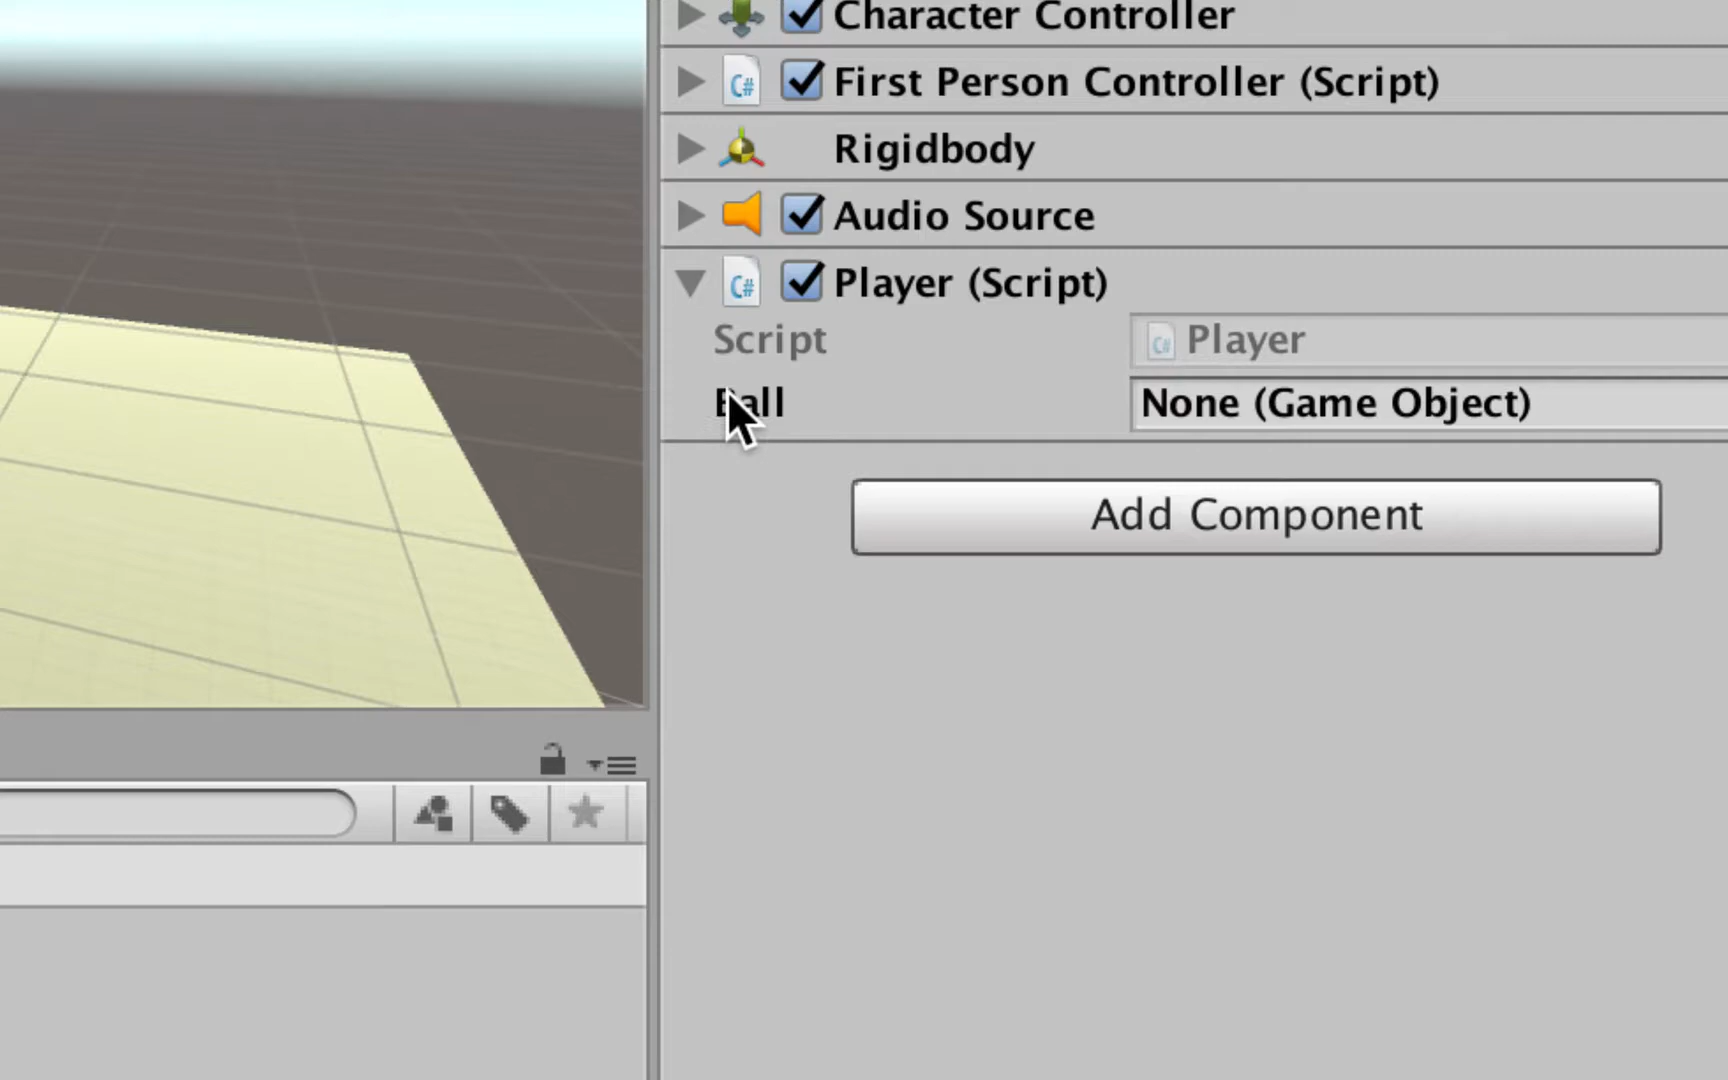 Character Controller
C# First Person Controller (Script)
Rigidbody
Audio Source
C# Player (Script)
Script C# Player
Ball None (Game Object)
Add Component